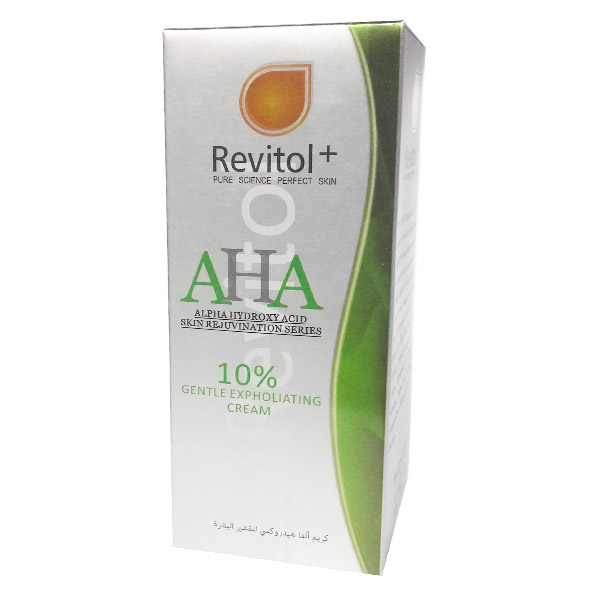 Revitol+
PURE SCIENCE PERFECT SKIN
Revitol
AHA
ALPHA HYDROXY ACID
SKIN REJUVINATION SERIES
10%
GENTLE EXPHOLIATING
CREAM
كريم ألفا هيدروكسي لتقشير البشرة